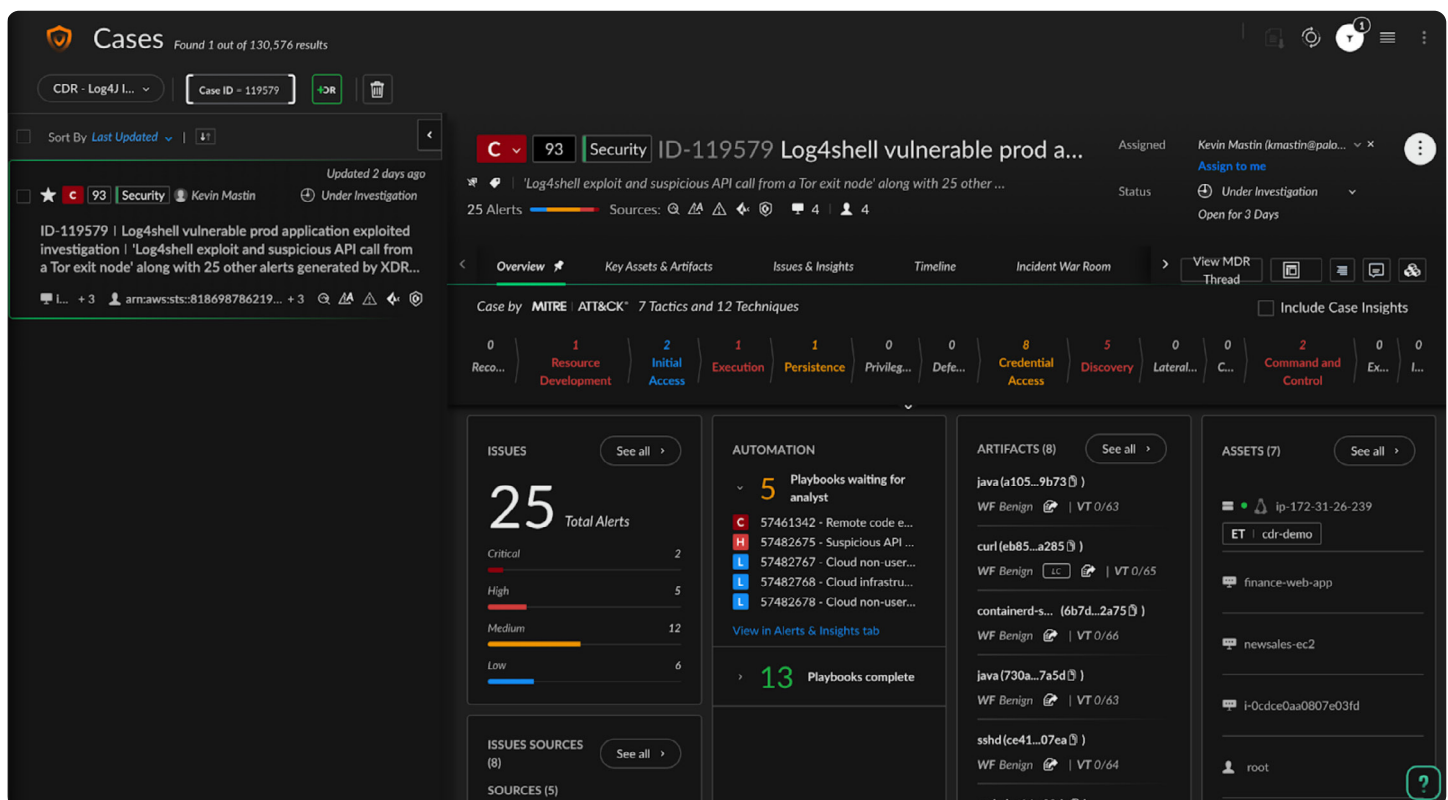 Cases Found 1 out of 130,576 results
1
CDR - Log4J I...
Case ID = 119579
+OR
Sort By Last Updated
Updated 2 days ago
C 93 Security Kevin Mastin Under Investigation
ID-119579 | Log4shell vulnerable prod application exploited
investigation | 'Log4shell exploit and suspicious API call from
a Tor exit node' along with 25 other alerts generated by XDR...
i... +3 arn:aws:sts::818698786219... +3
C 93 Security ID-119579 Log4shell vulnerable prod a...
'Log4shell exploit and suspicious API call from a Tor exit node' along with 25 other ...
25 Alerts Sources: 4 | 4
Assigned Kevin Mastin (kmastin@palo... ×
Assign to me
Status Under Investigation
Open for 3 Days
Overview Key Assets & Artifacts Issues & Insights Timeline Incident War Room
View MDR
Thread
Case by MITRE | ATT&CK 7 Tactics and 12 Techniques
Include Case Insights
0 Reco...
1 Resource Development
2 Initial Access
1 Execution
1 Persistence
0 Privileg...
0 Defe...
8 Credential Access
5 Discovery
0 Lateral...
0 C...
2 Command and Control
0 Ex...
0 I...
ISSUES See all
25 Total Alerts
Critical 2
High 5
Medium 12
Low 6
ISSUES SOURCES
(8)
See all
SOURCES (5)
AUTOMATION
5 Playbooks waiting for
analyst
C 57461342 - Remote code e...
H 57482675 - Suspicious API ...
L 57482767 - Cloud non-user...
L 57482768 - Cloud infrastru...
L 57482678 - Cloud non-user...
View in Alerts & Insights tab
13 Playbooks complete
ARTIFACTS (8) See all
java (a105...9b73 )
WF Benign | VT 0/63
curl (eb85...a285 )
WF Benign LC | VT 0/65
containerd-s... (6b7d...2a75 )
WF Benign | VT 0/66
java (730a...7a5d )
WF Benign | VT 0/63
sshd (ce41...07ea )
WF Benign | VT 0/64
ASSETS (7) See all
ip-172-31-26-239
ET | cdr-demo
finance-web-app
newsales-ec2
i-0cdce0aa0807e03fd
root
?